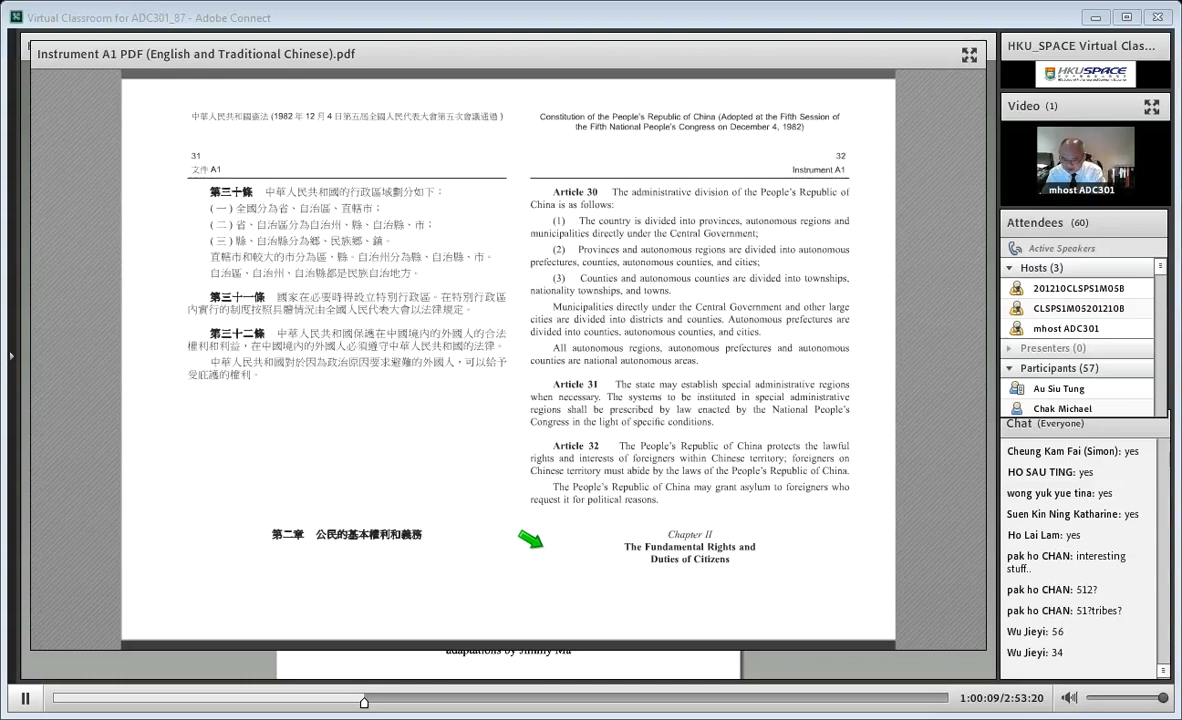 Virtual Classroom for ADC301_87 - Adobe Connect
Instrument A1 PDF (English and Traditional Chinese).pdf
中華人民共和國憲法 (1982 年 12 月 4 日第五屆全國人民代表大會第五次會議通過 )
31
文件 A1
第三十條 中華人民共和國的行政區域劃分如下：
( 一 ) 全國分為省、自治區、直轄市；
( 二 ) 省、自治區分為自治州、縣、自治縣、市；
( 三 ) 縣、自治縣分為鄉、民族鄉、鎮。
直轄市和較大的市分為區、縣。自治州分為縣、自治縣、市。
自治區、自治州、自治縣都是民族自治地方。
第三十一條 國家在必要時得設立特別行政區。在特別行政區
內實行的制度按照具體情況由全國人民代表大會以法律規定。
第三十二條 中華人民共和國保護在中國境內的外國人的合法
權利和利益，在中國境內的外國人必須遵守中華人民共和國的法律。
中華人民共和國對於因為政治原因要求避難的外國人，可以給予
受庇護的權利。
第二章 公民的基本權利和義務
Constitution of the People's Republic of China (Adopted at the Fifth Session of
the Fifth National People's Congress on December 4, 1982)
32
Instrument A1
Article 30 The administrative division of the People's Republic of
China is as follows:
(1) The country is divided into provinces, autonomous regions and
municipalities directly under the Central Government;
(2) Provinces and autonomous regions are divided into autonomous
prefectures, counties, autonomous counties, and cities;
(3) Counties and autonomous counties are divided into townships,
nationality townships, and towns.
Municipalities directly under the Central Government and other large
cities are divided into districts and counties. Autonomous prefectures are
divided into counties, autonomous counties, and cities.
All autonomous regions, autonomous prefectures and autonomous
counties are national autonomous areas.
Article 31 The state may establish special administrative regions
when necessary. The systems to be instituted in special administrative
regions shall be prescribed by law enacted by the National People's
Congress in the light of specific conditions.
Article 32 The People's Republic of China protects the lawful
rights and interests of foreigners within Chinese territory; foreigners on
Chinese territory must abide by the laws of the People's Republic of China.
The People's Republic of China may grant asylum to foreigners who
request it for political reasons.
Chapter II
The Fundamental Rights and
Duties of Citizens
adaptations by Jimmy Ma
HKU_SPACE Virtual Clas...
HKUSPACE
Video (1)
mhost ADC301
Attendees (60)
Active Speakers
Hosts (3)
201210CLSPS1M05B
CLSPS1M05201210B
mhost ADC301
Presenters (0)
Participants (57)
Au Siu Tung
Chak Michael
Chat (Everyone)
Cheung Kam Fai (Simon): yes
HO SAU TING: yes
wong yuk yue tina: yes
Suen Kin Ning Katharine: yes
Ho Lai Lam: yes
pak ho CHAN: interesting
stuff..
pak ho CHAN: 512?
pak ho CHAN: 51?tribes?
Wu Jieyi: 56
Wu Jieyi: 34
1:00:09/2:53:20